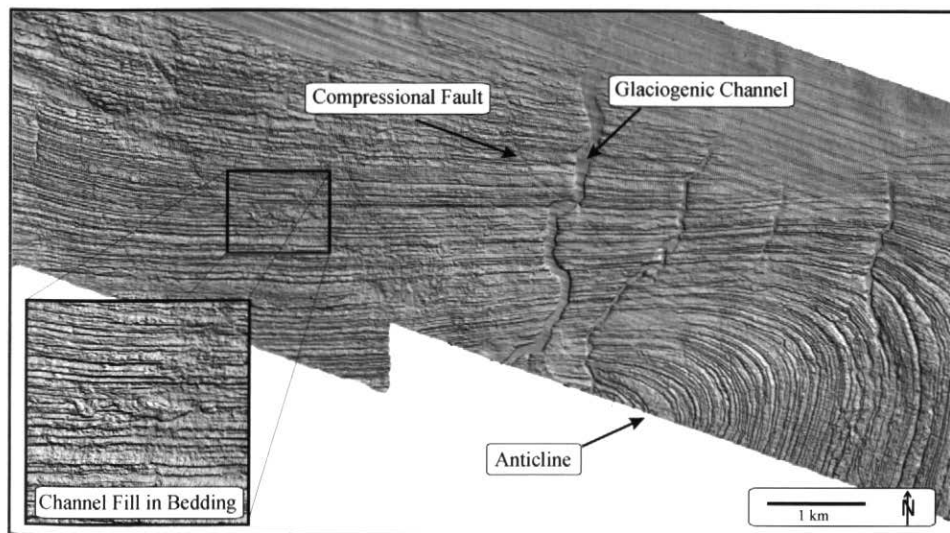 Compressional Fault
Glaciogenic Channel
Anticline
Channel Fill in Bedding
1 km
N